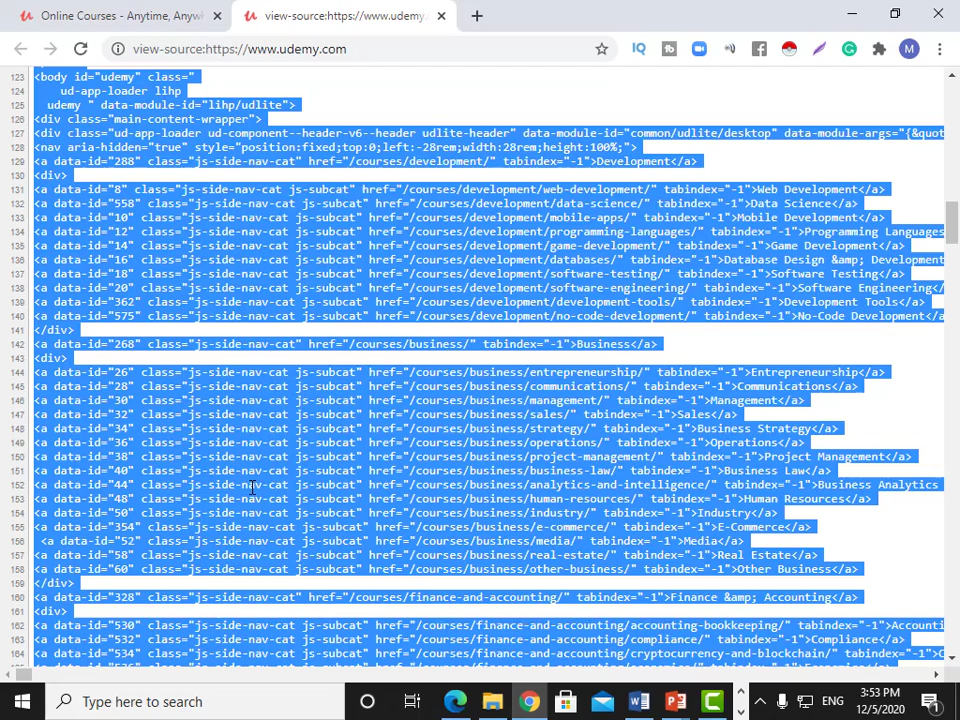 Online Courses - Anytime, Anyw
view-source:https://www.udemy.
view-source:https://www.udemy.com
IQ
M
123 <body id="udemy" class="
124 ud-app-loader lihp
125 udemy " data-module-id="lihp/udlite">
126 <div class="main-content-wrapper">
127 <div class="ud-app-loader ud-component--header-v6--header udlite-header" data-module-id="common/udlite/desktop" data-module-args="{&quot
128 <nav aria-hidden="true" style="position:fixed;top:0;left:-28rem;width:28rem;height:100%;">
129 <a data-id="288" class="js-side-nav-cat" href="/courses/development/" tabindex="-1">Development</a>
130 <div>
131 <a data-id="8" class="js-side-nav-cat js-subcat" href="/courses/development/web-development/" tabindex="-1">Web Development</a>
132 <a data-id="558" class="js-side-nav-cat js-subcat" href="/courses/development/data-science/" tabindex="-1">Data Science</a>
133 <a data-id="10" class="js-side-nav-cat js-subcat" href="/courses/development/mobile-apps/" tabindex="-1">Mobile Development</a>
134 <a data-id="12" class="js-side-nav-cat js-subcat" href="/courses/development/programming-languages/" tabindex="-1">Programming Languages
135 <a data-id="14" class="js-side-nav-cat js-subcat" href="/courses/development/game-development/" tabindex="-1">Game Development</a>
136 <a data-id="16" class="js-side-nav-cat js-subcat" href="/courses/development/databases/" tabindex="-1">Database Design &amp; Development
137 <a data-id="18" class="js-side-nav-cat js-subcat" href="/courses/development/software-testing/" tabindex="-1">Software Testing</a>
138 <a data-id="20" class="js-side-nav-cat js-subcat" href="/courses/development/software-engineering/" tabindex="-1">Software Engineering</
139 <a data-id="362" class="js-side-nav-cat js-subcat" href="/courses/development/development-tools/" tabindex="-1">Development Tools</a>
140 <a data-id="575" class="js-side-nav-cat js-subcat" href="/courses/development/no-code-development/" tabindex="-1">No-Code Development</a
141 </div>
142 <a data-id="268" class="js-side-nav-cat" href="/courses/business/" tabindex="-1">Business</a>
143 <div>
144 <a data-id="26" class="js-side-nav-cat js-subcat" href="/courses/business/entrepreneurship/" tabindex="-1">Entrepreneurship</a>
145 <a data-id="28" class="js-side-nav-cat js-subcat" href="/courses/business/communications/" tabindex="-1">Communications</a>
146 <a data-id="30" class="js-side-nav-cat js-subcat" href="/courses/business/management/" tabindex="-1">Management</a>
147 <a data-id="32" class="js-side-nav-cat js-subcat" href="/courses/business/sales/" tabindex="-1">Sales</a>
148 <a data-id="34" class="js-side-nav-cat js-subcat" href="/courses/business/strategy/" tabindex="-1">Business Strategy</a>
149 <a data-id="36" class="js-side-nav-cat js-subcat" href="/courses/business/operations/" tabindex="-1">Operations</a>
150 <a data-id="38" class="js-side-nav-cat js-subcat" href="/courses/business/project-management/" tabindex="-1">Project Management</a>
151 <a data-id="40" class="js-side-nav-cat js-subcat" href="/courses/business/business-law/" tabindex="-1">Business Law</a>
152 <a data-id="44" class="js-side-nav-cat js-subcat" href="/courses/business/analytics-and-intelligence/" tabindex="-1">Business Analytics
153 <a data-id="48" class="js-side-nav-cat js-subcat" href="/courses/business/human-resources/" tabindex="-1">Human Resources</a>
154 <a data-id="50" class="js-side-nav-cat js-subcat" href="/courses/business/industry/" tabindex="-1">Industry</a>
155 <a data-id="354" class="js-side-nav-cat js-subcat" href="/courses/business/e-commerce/" tabindex="-1">E-Commerce</a>
156 <a data-id="52" class="js-side-nav-cat js-subcat" href="/courses/business/media/" tabindex="-1">Media</a>
157 <a data-id="58" class="js-side-nav-cat js-subcat" href="/courses/business/real-estate/" tabindex="-1">Real Estate</a>
158 <a data-id="60" class="js-side-nav-cat js-subcat" href="/courses/business/other-business/" tabindex="-1">Other Business</a>
159 </div>
160 <a data-id="328" class="js-side-nav-cat" href="/courses/finance-and-accounting/" tabindex="-1">Finance &amp; Accounting</a>
161 <div>
162 <a data-id="530" class="js-side-nav-cat js-subcat" href="/courses/finance-and-accounting/accounting-bookkeeping/" tabindex="-1">Accounti
163 <a data-id="532" class="js-side-nav-cat js-subcat" href="/courses/finance-and-accounting/compliance/" tabindex="-1">Compliance</a>
164 <a data-id="534" class="js-side-nav-cat js-subcat" href="/courses/finance-and-accounting/cryptocurrency-and-blockchain/" tabindex="-1">C
Type here to search
ENG
3:53 PM
12/5/2020
1